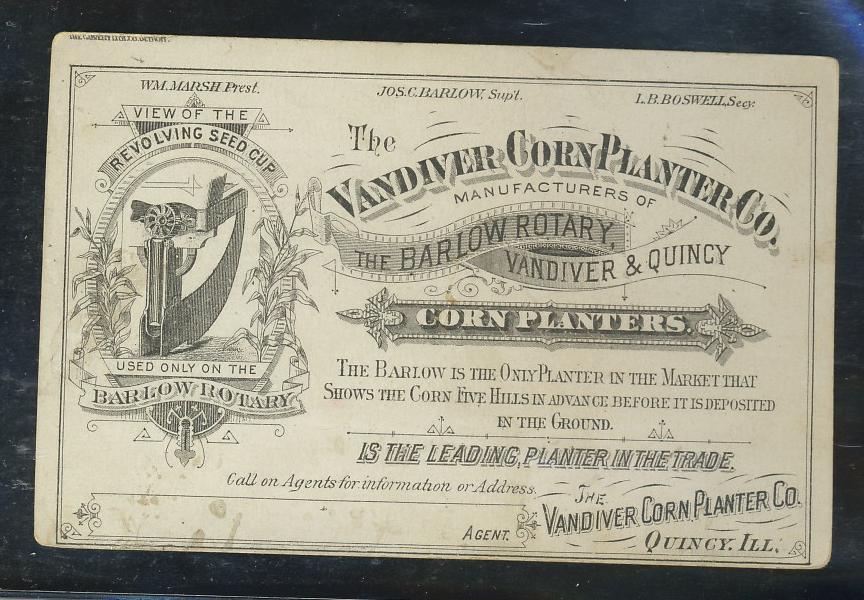 WM. MARSH Prest.
JOS. C. BARLOW, Sup't.
L. B. BOSWELL, Secy.
VIEW OF THE
REVOLVING SEED CUP
USED ONLY ON THE
BARLOW ROTARY
The
VANDIVER CORN PLANTER CO.
MANUFACTURERS OF
THE BARLOW ROTARY,
VANDIVER & QUINCY
CORN PLANTERS.
THE BARLOW IS THE ONLY PLANTER IN THE MARKET THAT
SHOWS THE CORN FIVE HILLS IN ADVANCE BEFORE IT IS DEPOSITED
IN THE GROUND.
IS THE LEADING, PLANTER IN THE TRADE.
Call on Agents for information or Address.
THE
VANDIVER CORN PLANTER CO.
AGENT.
QUINCY. ILL.